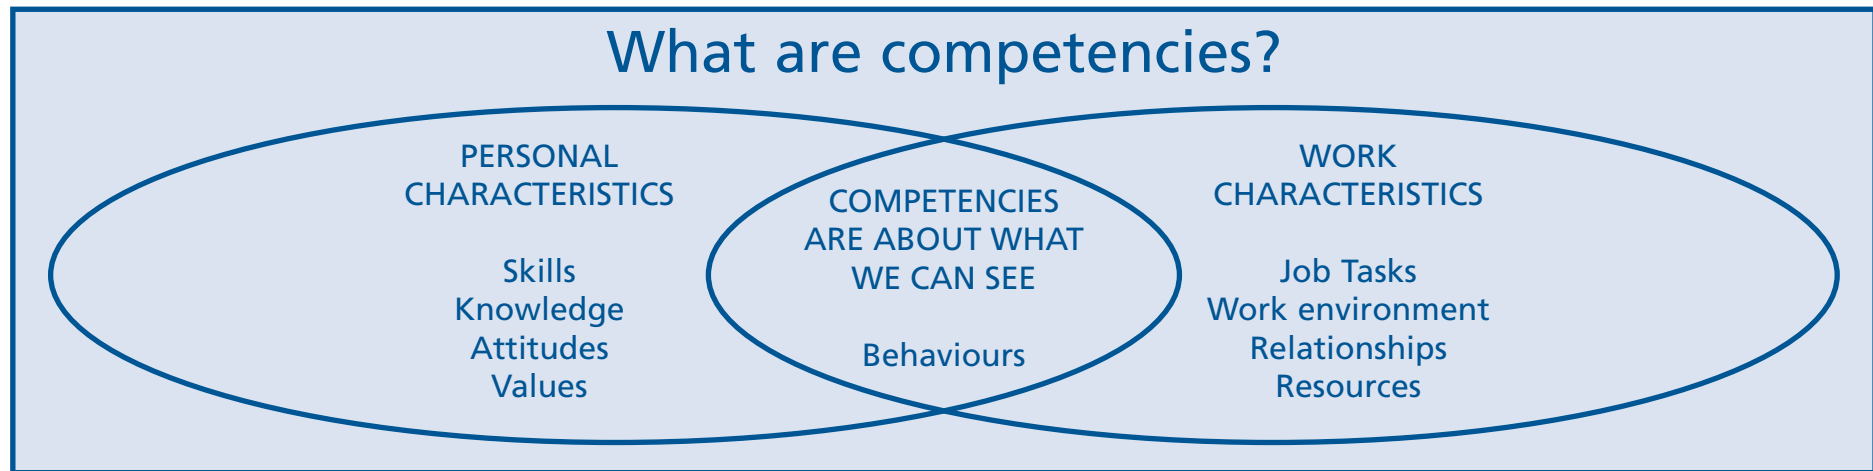 What are competencies?
PERSONAL
CHARACTERISTICS
Skills
Knowledge
Attitudes
Values
COMPETENCIES
ARE ABOUT WHAT
WE CAN SEE
Behaviours
WORK
CHARACTERISTICS
Job Tasks
Work environment
Relationships
Resources